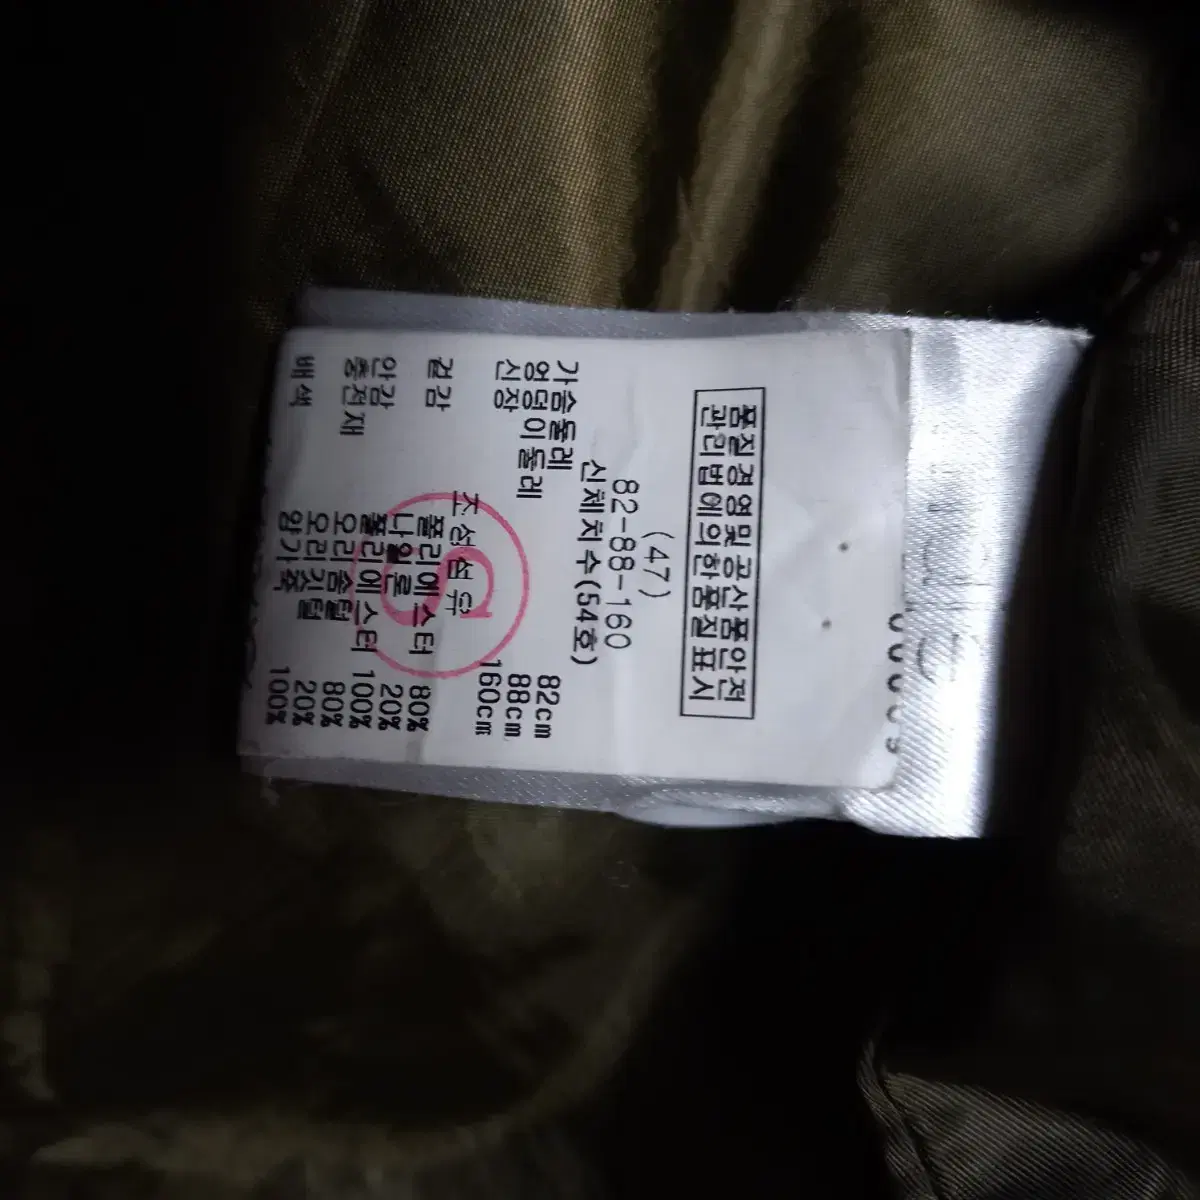 품질경영및공산품안전
관리법에의한품질표시
(47)
82-88-160
신체치수(54호)
가슴둘레 82cm
엉덩이둘레 88cm
신장 160cm
조성섬유
S
겉감 폴리에스터 80%
나일론 20%
안감 폴리에스터 100%
충전재 오리솜털 80%
오리깃털 20%
배색 양가죽 100%